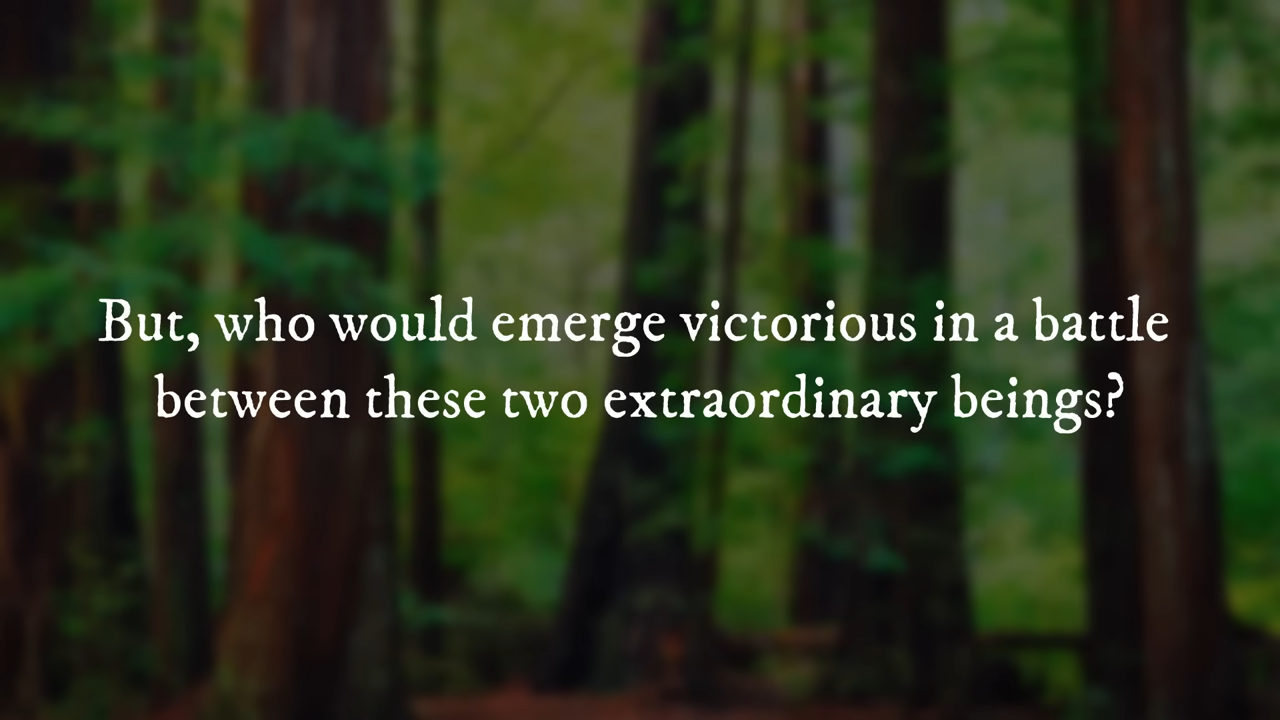 But, who would emerge victorious in a battle
between these two extraordinary beings?